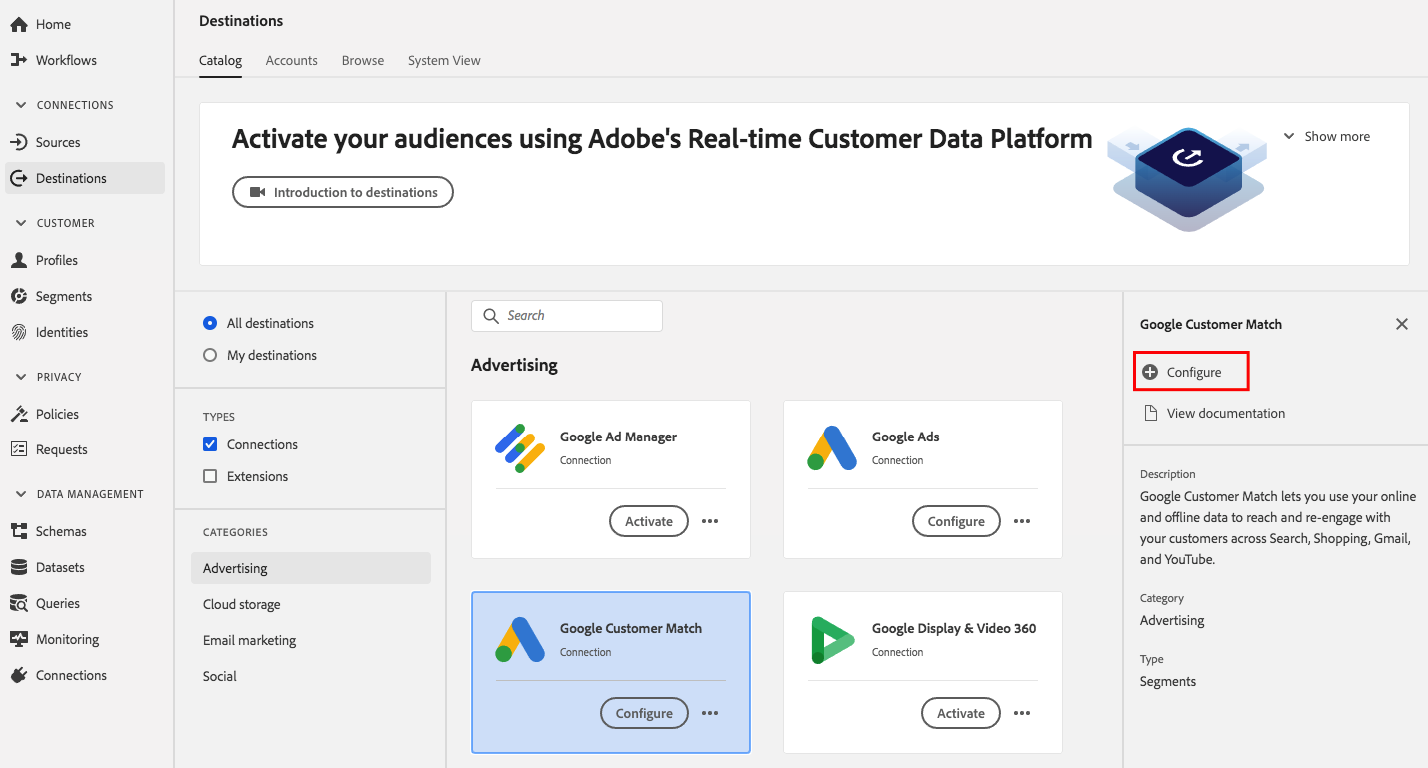 Home
Workflows
CONNECTIONS
Sources
Destinations
CUSTOMER
Profiles
Segments
Identities
PRIVACY
Policies
Requests
DATA MANAGEMENT
Schemas
Datasets
Queries
Monitoring
Connections
Destinations
Catalog Accounts Browse System View
Activate your audiences using Adobe's Real-time Customer Data Platform
Show more
Introduction to destinations
All destinations
My destinations
TYPES
Connections
Extensions
CATEGORIES
Advertising
Cloud storage
Email marketing
Social
Search
Advertising
Google Ad Manager
Connection
Activate
Google Ads
Connection
Configure
Google Customer Match
Connection
Configure
Google Display & Video 360
Connection
Activate
Google Customer Match
Configure
View documentation
Description
Google Customer Match lets you use your online
and offline data to reach and re-engage with
your customers across Search, Shopping, Gmail,
and YouTube.
Category
Advertising
Type
Segments